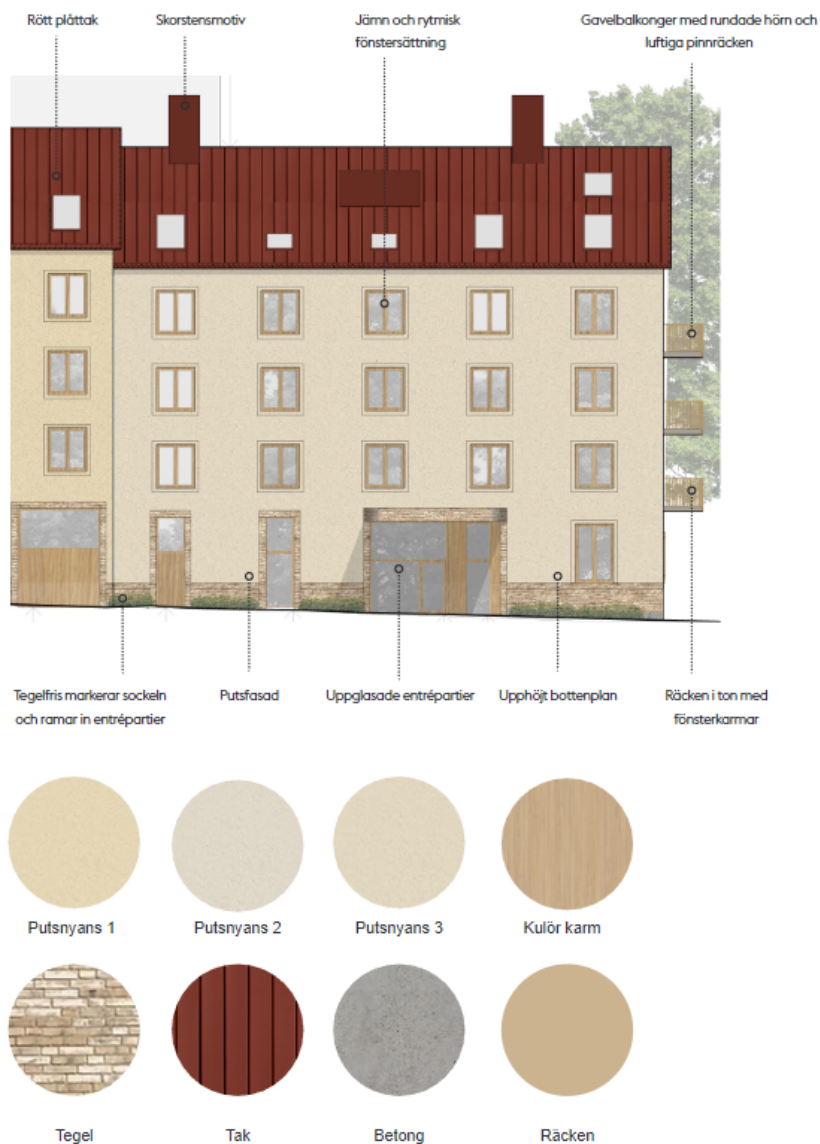 Rött plåttak
Skorstensmotiv
Jämn och rytmisk
fönstersättning
Gavelbalkonger med rundade hörn och
luftiga pinnräcken
Tegelfris markerar sockeln
och ramar in entrépartier
Putsfasad
Uppglasade entrépartier
Upphöjt bottenplan
Räcken i ton med
fönsterkarmar
Putsnyans 1
Putsnyans 2
Putsnyans 3
Kulör karm
Tegel
Tak
Betong
Räcken